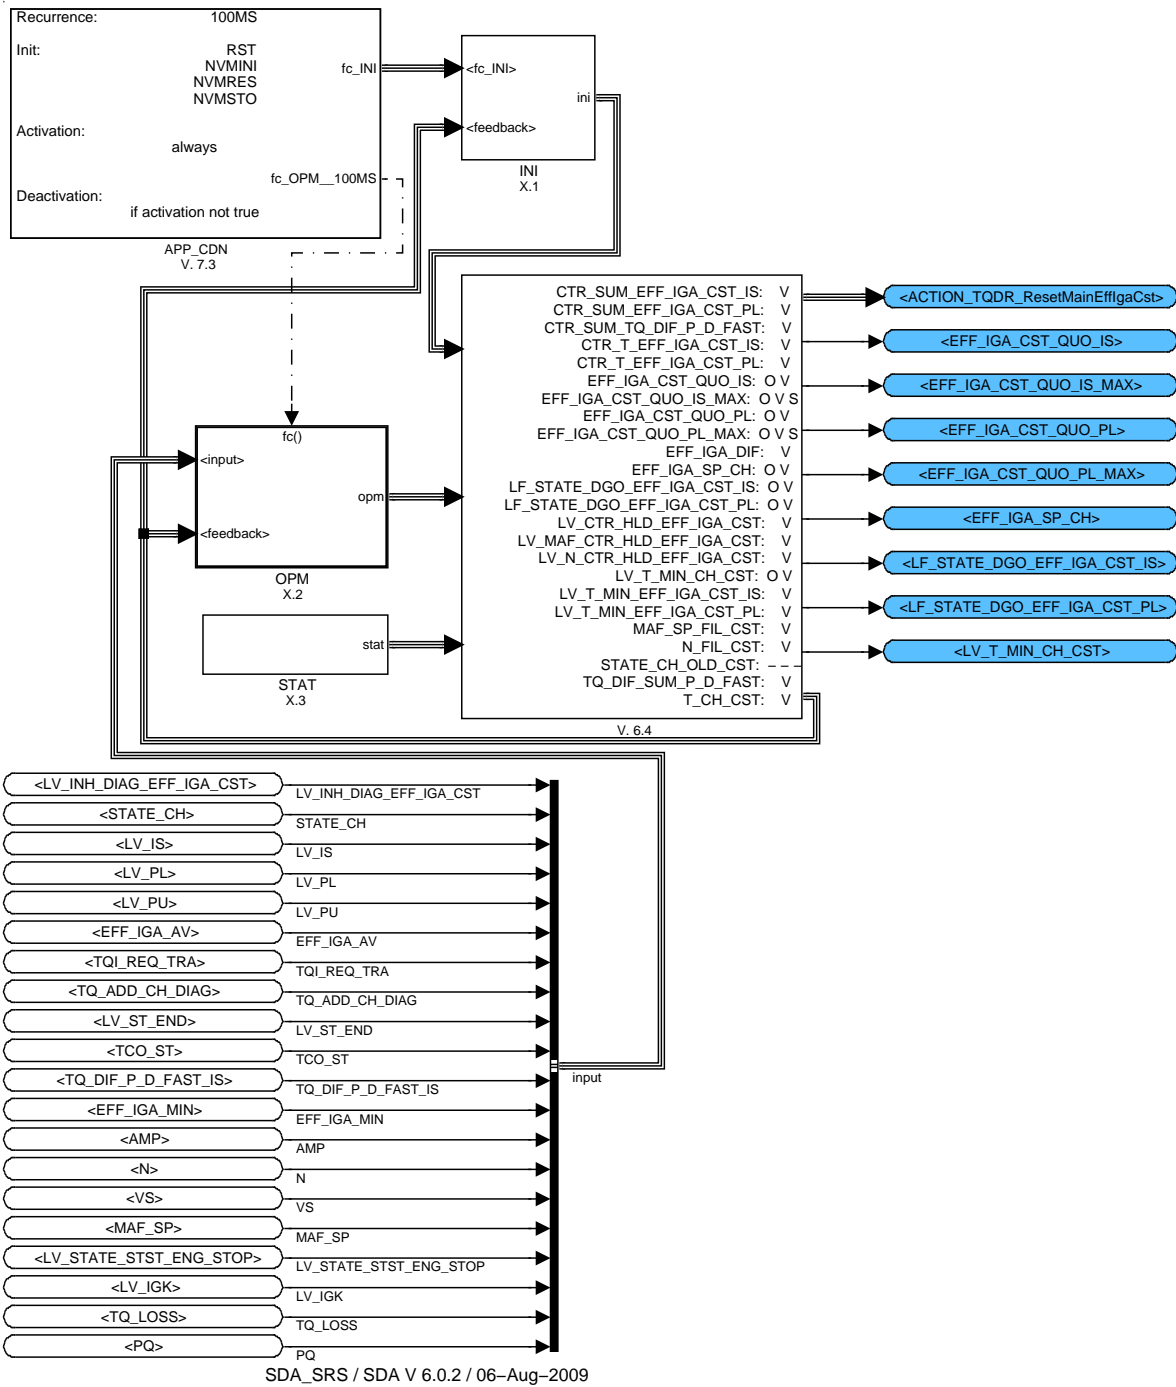 Recurrence: 100MS
Init: RST
NVMINI
NVMRES
NVMSTO
Activation:
always
Deactivation:
if activation not true
fc_INI
fc_OPM__100MS
APP_CDN
V. 7.3
<fc_INI>
ini
<feedback>
INI
X.1
fc()
<input>
opm
<feedback>
OPM
X.2
stat
STAT
X.3
CTR_SUM_EFF_IGA_CST_IS: V
CTR_SUM_EFF_IGA_CST_PL: V
CTR_SUM_TQ_DIF_P_D_FAST: V
CTR_T_EFF_IGA_CST_IS: V
CTR_T_EFF_IGA_CST_PL: V
EFF_IGA_CST_QUO_IS: O V
EFF_IGA_CST_QUO_IS_MAX: O V S
EFF_IGA_CST_QUO_PL: O V
EFF_IGA_CST_QUO_PL_MAX: O V S
EFF_IGA_DIF: V
EFF_IGA_SP_CH: O V
LF_STATE_DGO_EFF_IGA_CST_IS: O V
LF_STATE_DGO_EFF_IGA_CST_PL: O V
LV_CTR_HLD_EFF_IGA_CST: V
LV_MAF_CTR_HLD_EFF_IGA_CST: V
LV_N_CTR_HLD_EFF_IGA_CST: V
LV_T_MIN_CH_CST: O V
LV_T_MIN_EFF_IGA_CST_IS: V
LV_T_MIN_EFF_IGA_CST_PL: V
MAF_SP_FIL_CST: V
N_FIL_CST: V
STATE_CH_OLD_CST: – – –
TQ_DIF_SUM_P_D_FAST: V
T_CH_CST: V
V. 6.4
<ACTION_TQDR_ResetMainEffIgaCst>
<EFF_IGA_CST_QUO_IS>
<EFF_IGA_CST_QUO_IS_MAX>
<EFF_IGA_CST_QUO_PL>
<EFF_IGA_CST_QUO_PL_MAX>
<EFF_IGA_SP_CH>
<LF_STATE_DGO_EFF_IGA_CST_IS>
<LF_STATE_DGO_EFF_IGA_CST_PL>
<LV_T_MIN_CH_CST>
<LV_INH_DIAG_EFF_IGA_CST> LV_INH_DIAG_EFF_IGA_CST
<STATE_CH> STATE_CH
<LV_IS> LV_IS
<LV_PL> LV_PL
<LV_PU> LV_PU
<EFF_IGA_AV> EFF_IGA_AV
<TQI_REQ_TRA> TQI_REQ_TRA
<TQ_ADD_CH_DIAG> TQ_ADD_CH_DIAG
<LV_ST_END> LV_ST_END
<TCO_ST> TCO_ST
input
<TQ_DIF_P_D_FAST_IS> TQ_DIF_P_D_FAST_IS
<EFF_IGA_MIN> EFF_IGA_MIN
<AMP> AMP
<N> N
<VS> VS
<MAF_SP> MAF_SP
<LV_STATE_STST_ENG_STOP> LV_STATE_STST_ENG_STOP
<LV_IGK> LV_IGK
<TQ_LOSS> TQ_LOSS
<PQ> PQ
SDA_SRS / SDA V 6.0.2 / 06–Aug–2009